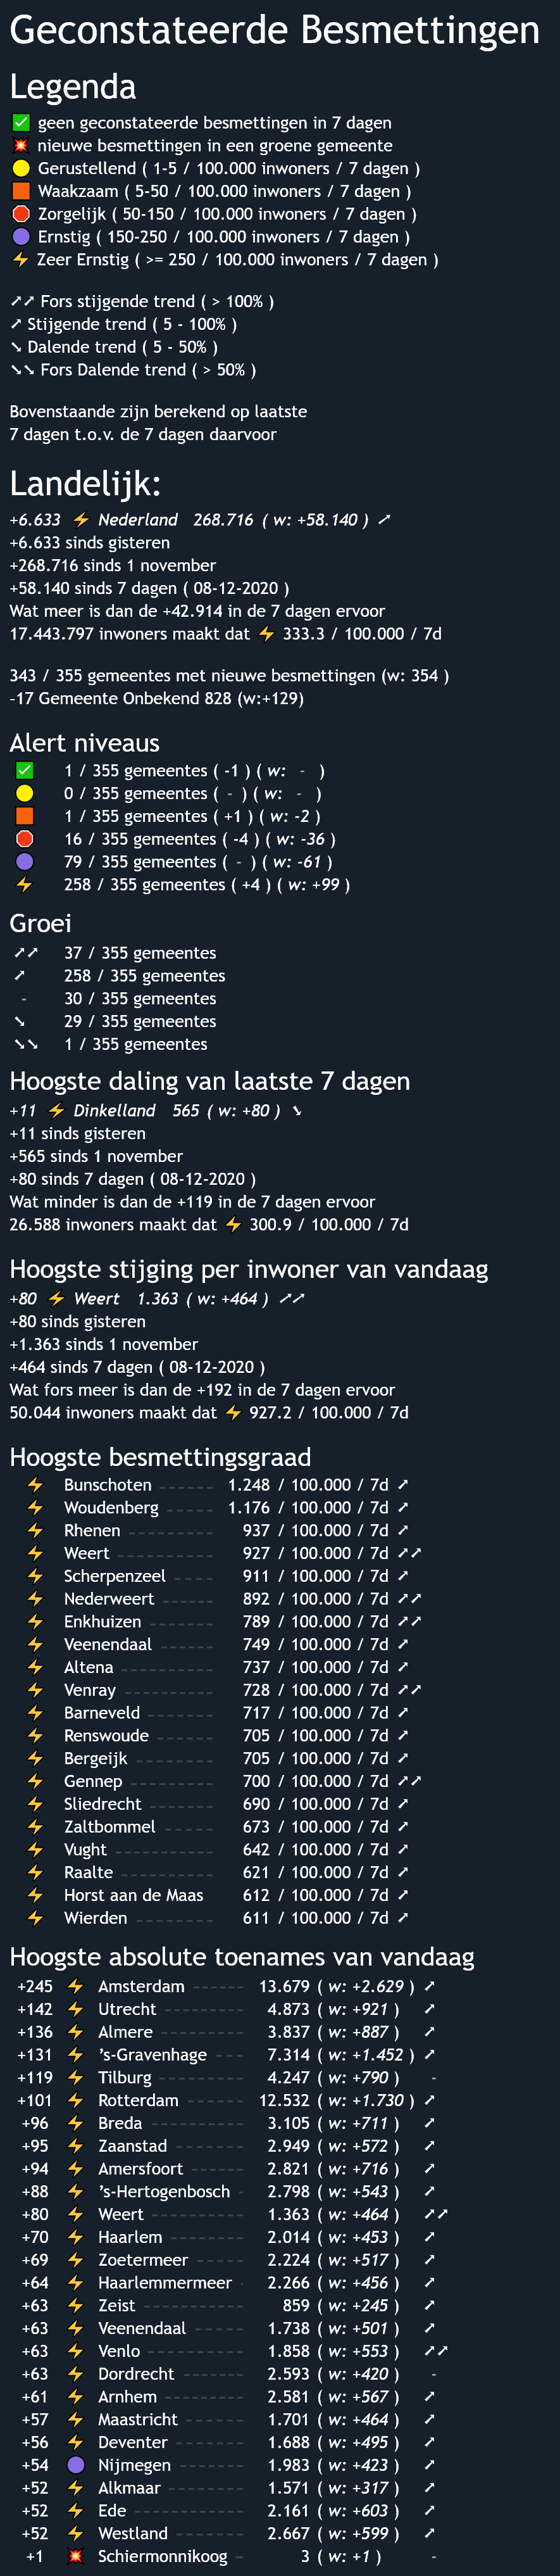 Geconstateerde Besmettingen
Legenda
✅ geen geconstateerde besmettingen in 7 dagen
💥 nieuwe besmettingen in een groene gemeente
🟡 Gerustellend ( 1-5 / 100.000 inwoners / 7 dagen )
🟧 Waakzaam ( 5-50 / 100.000 inwoners / 7 dagen )
🛑 Zorgelijk ( 50-150 / 100.000 inwoners / 7 dagen )
🟣 Ernstig ( 150-250 / 100.000 inwoners / 7 dagen )
⚡ Zeer Ernstig ( >= 250 / 100.000 inwoners / 7 dagen )
➚➚ Fors stijgende trend ( > 100% )
➚ Stijgende trend ( 5 - 100% )
➘ Dalende trend ( 5 - 50% )
➘➘ Fors Dalende trend ( > 50% )
Bovenstaande zijn berekend op laatste
7 dagen t.o.v. de 7 dagen daarvoor
Landelijk:
+6.633 ⚡ Nederland 268.716 ( w: +58.140 ) ➚
+6.633 sinds gisteren
+268.716 sinds 1 november
+58.140 sinds 7 dagen ( 08-12-2020 )
Wat meer is dan de +42.914 in de 7 dagen ervoor
17.443.797 inwoners maakt dat ⚡ 333.3 / 100.000 / 7d
343 / 355 gemeentes met nieuwe besmettingen (w: 354 )
-17 Gemeente Onbekend 828 (w:+129)
Alert niveaus
✅ 1 / 355 gemeentes ( -1 ) ( w: - )
🟡 0 / 355 gemeentes ( - ) ( w: - )
🟧 1 / 355 gemeentes ( +1 ) ( w: -2 )
🛑 16 / 355 gemeentes ( -4 ) ( w: -36 )
🟣 79 / 355 gemeentes ( - ) ( w: -61 )
⚡ 258 / 355 gemeentes ( +4 ) ( w: +99 )
Groei
➚➚ 37 / 355 gemeentes
➚ 258 / 355 gemeentes
- 30 / 355 gemeentes
➘ 29 / 355 gemeentes
➘➘ 1 / 355 gemeentes
Hoogste daling van laatste 7 dagen
+11 ⚡ Dinkelland 565 ( w: +80 ) ➘
+11 sinds gisteren
+565 sinds 1 november
+80 sinds 7 dagen ( 08-12-2020 )
Wat minder is dan de +119 in de 7 dagen ervoor
26.588 inwoners maakt dat ⚡ 300.9 / 100.000 / 7d
Hoogste stijging per inwoner van vandaag
+80 ⚡ Weert 1.363 ( w: +464 ) ➚➚
+80 sinds gisteren
+1.363 sinds 1 november
+464 sinds 7 dagen ( 08-12-2020 )
Wat fors meer is dan de +192 in de 7 dagen ervoor
50.044 inwoners maakt dat ⚡ 927.2 / 100.000 / 7d
Hoogste besmettingsgraad
⚡ Bunschoten ----- 1.248 / 100.000 / 7d ➚
⚡ Woudenberg ----- 1.176 / 100.000 / 7d ➚
⚡ Rhenen --------- 937 / 100.000 / 7d ➚
⚡ Weert ---------- 927 / 100.000 / 7d ➚➚
⚡ Scherpenzeel ---- 911 / 100.000 / 7d ➚
⚡ Nederweert ----- 892 / 100.000 / 7d ➚➚
⚡ Enkhuizen ------ 789 / 100.000 / 7d ➚➚
⚡ Veenendaal ----- 749 / 100.000 / 7d ➚
⚡ Altena --------- 737 / 100.000 / 7d ➚
⚡ Venray --------- 728 / 100.000 / 7d ➚➚
⚡ Barneveld ------ 717 / 100.000 / 7d ➚
⚡ Renswoude ------ 705 / 100.000 / 7d ➚
⚡ Bergeijk ------- 705 / 100.000 / 7d ➚
⚡ Gennep -------- 700 / 100.000 / 7d ➚➚
⚡ Sliedrecht ------ 690 / 100.000 / 7d ➚
⚡ Zaltbommel ----- 673 / 100.000 / 7d ➚
⚡ Vught ---------- 642 / 100.000 / 7d ➚
⚡ Raalte --------- 621 / 100.000 / 7d ➚
⚡ Horst aan de Maas 612 / 100.000 / 7d ➚
⚡ Wierden -------- 611 / 100.000 / 7d ➚
Hoogste absolute toenames van vandaag
+245 ⚡ Amsterdam ------ 13.679 ( w: +2.629 ) ➚
+142 ⚡ Utrecht --------- 4.873 ( w: +921 ) ➚
+136 ⚡ Almere --------- 3.837 ( w: +887 ) ➚
+131 ⚡ 's-Gravenhage --- 7.314 ( w: +1.452 ) ➚
+119 ⚡ Tilburg ---------- 4.247 ( w: +790 ) -
+101 ⚡ Rotterdam ------- 12.532 ( w: +1.730 ) ➚
+96 ⚡ Breda ---------- 3.105 ( w: +711 ) ➚
+95 ⚡ Zaanstad -------- 2.949 ( w: +572 ) ➚
+94 ⚡ Amersfoort ------ 2.821 ( w: +716 ) ➚
+88 ⚡ 's-Hertogenbosch - 2.798 ( w: +543 ) ➚
+80 ⚡ Weert ---------- 1.363 ( w: +464 ) ➚➚
+70 ⚡ Haarlem -------- 2.014 ( w: +453 ) ➚
+69 ⚡ Zoetermeer ------ 2.224 ( w: +517 ) ➚
+64 ⚡ Haarlemmermeer - 2.266 ( w: +456 ) ➚
+63 ⚡ Zeist ----------- 859 ( w: +245 ) ➚
+63 ⚡ Veenendaal ------ 1.738 ( w: +501 ) ➚
+63 ⚡ Venlo ----------- 1.858 ( w: +553 ) ➚➚
+63 ⚡ Dordrecht ------- 2.593 ( w: +420 ) -
+61 ⚡ Arnhem --------- 2.581 ( w: +567 ) ➚
+57 ⚡ Maastricht ------- 1.701 ( w: +464 ) ➚
+56 ⚡ Deventer -------- 1.688 ( w: +495 ) ➚
+54 🟣 Nijmegen -------- 1.983 ( w: +423 ) ➚
+52 ⚡ Alkmaar -------- 1.571 ( w: +317 ) ➚
+52 ⚡ Ede ------------ 2.161 ( w: +603 ) ➚
+52 ⚡ Westland -------- 2.667 ( w: +599 ) ➚
+1 💥 Schiermonnikoog - 3 ( w: +1 ) -